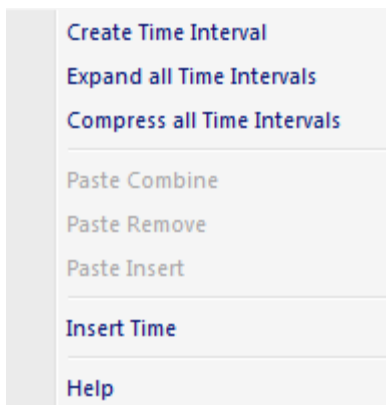 Create Time Interval
Expand all Time Intervals
Compress all Time Intervals
Paste Combine
Paste Remove
Paste Insert
Insert Time
Help